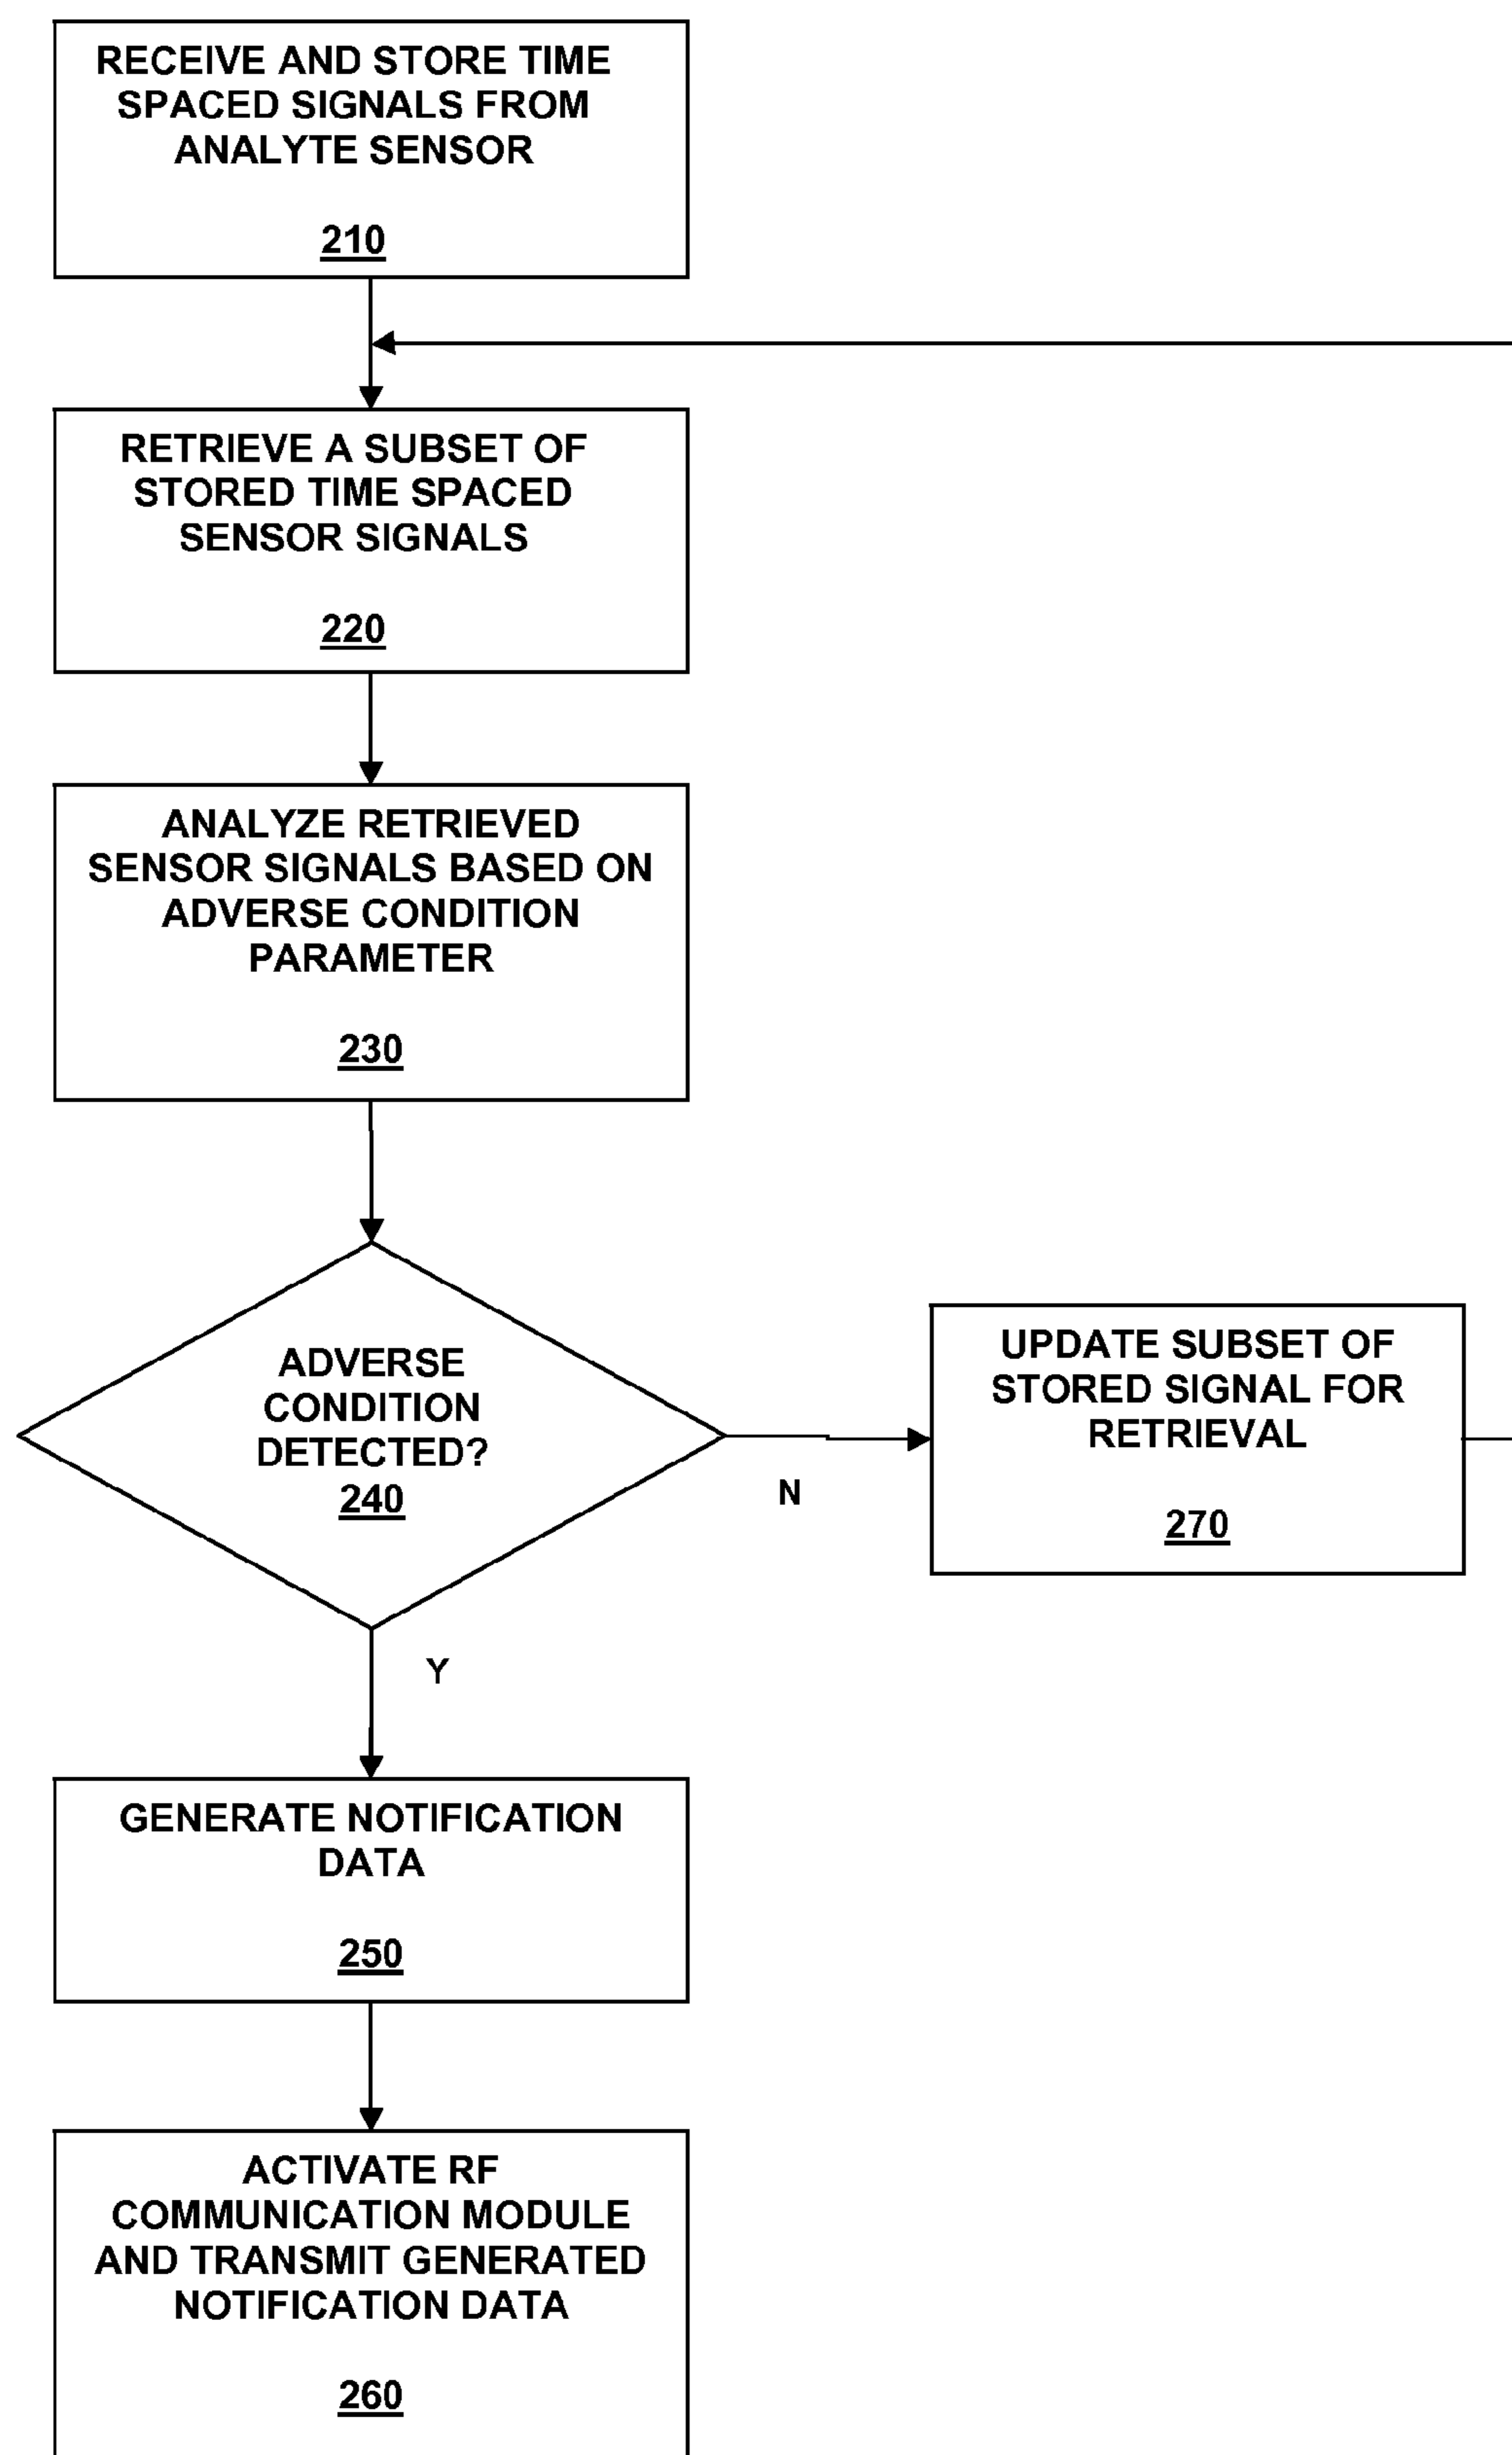 RECEIVE AND STORE TIME
SPACED SIGNALS FROM
ANALYTE SENSOR
210
RETRIEVE A SUBSET OF
STORED TIME SPACED
SENSOR SIGNALS
220
ANALYZE RETRIEVED
SENSOR SIGNALS BASED ON
ADVERSE CONDITION
PARAMETER
230
ADVERSE
CONDITION
DETECTED?
240
N
UPDATE SUBSET OF
STORED SIGNAL FOR
RETRIEVAL
270
Y
GENERATE NOTIFICATION
DATA
250
ACTIVATE RF
COMMUNICATION MODULE
AND TRANSMIT GENERATED
NOTIFICATION DATA
260